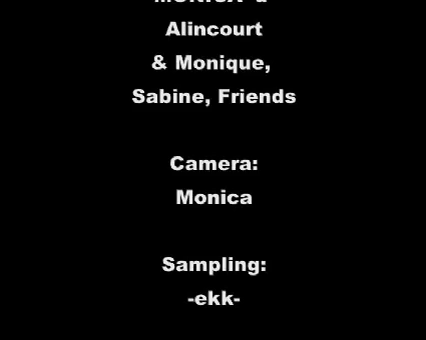 Alincourt
& Monique,
Sabine, Friends
Camera:
Monica
Sampling:
-ekk-